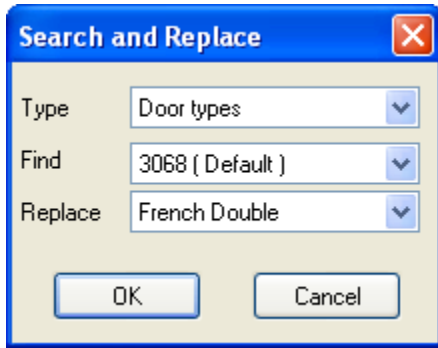 Search and Replace
Type Door types
Find 3068 ( Default )
Replace French Double
OK Cancel